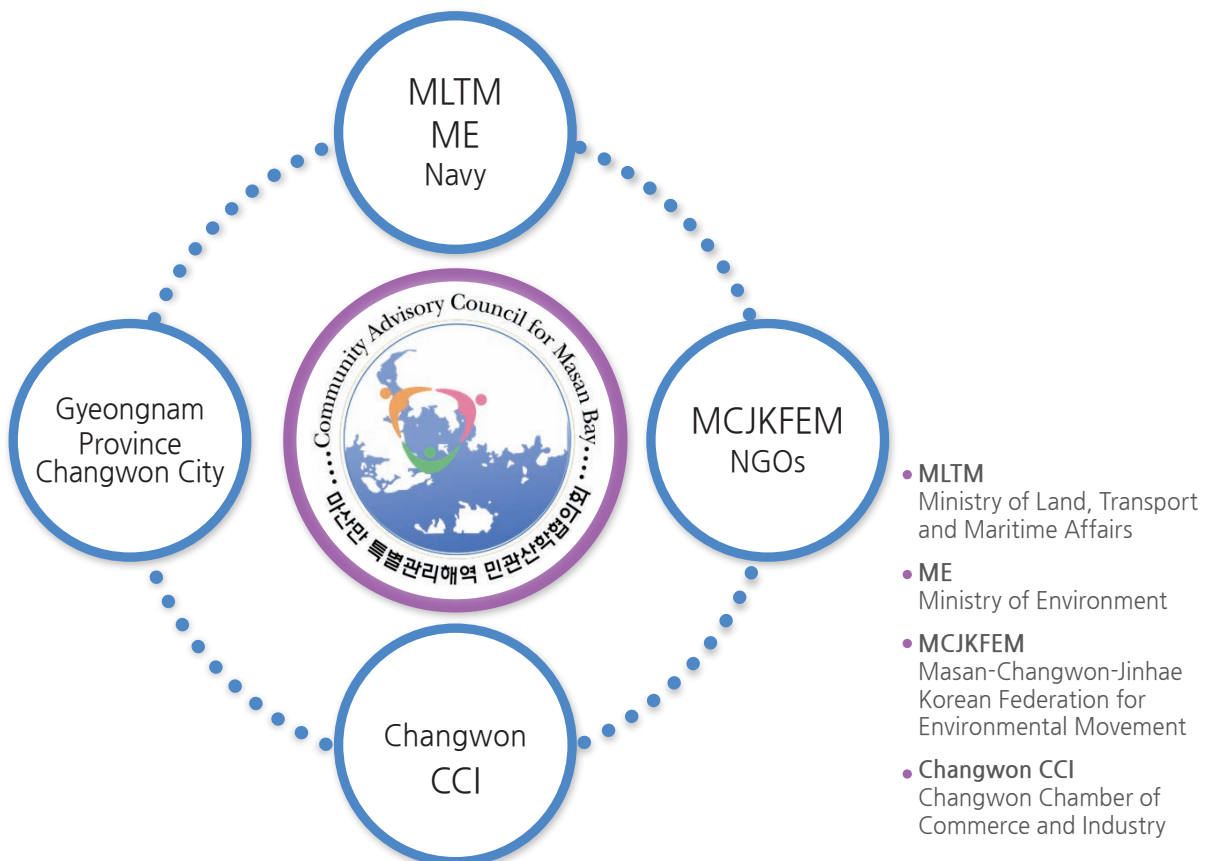 MLTM
ME
Navy
Community Advisory Council for Masan Bay
마산만 특별관리해역 민관산학협의회
Gyeongnam
Province
Changwon City
MCJKFEM
NGOs
Changwon
CCI
MLTM
Ministry of Land, Transport
and Maritime Affairs
ME
Ministry of Environment
MCJKFEM
Masan-Changwon-Jinhae
Korean Federation for
Environmental Movement
Changwon CCI
Changwon Chamber of
Commerce and Industry